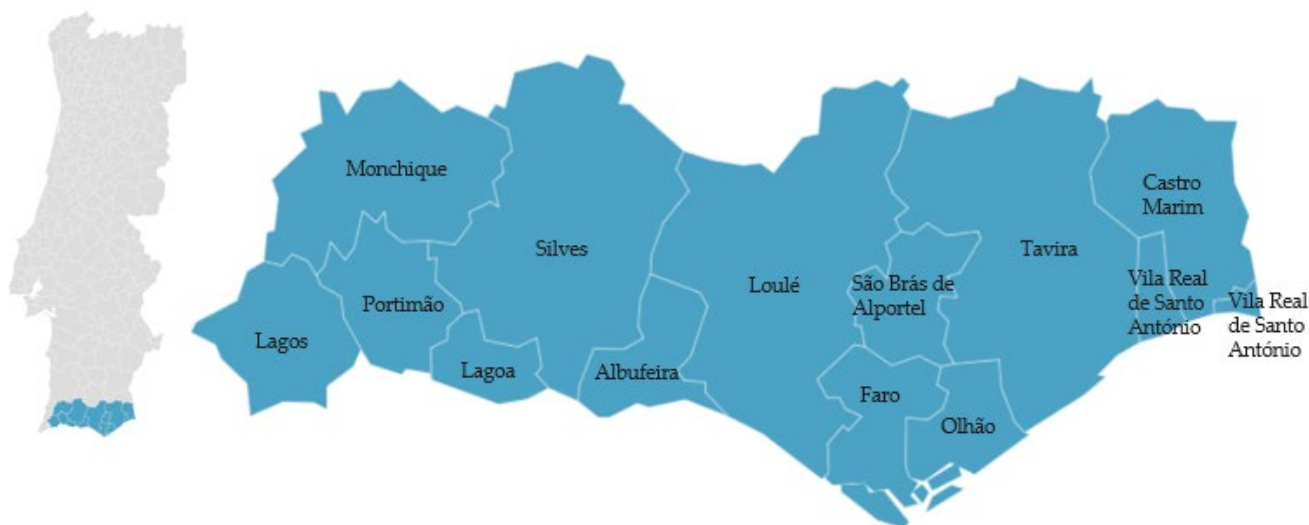 Monchique
Castro
Marim
Silves
Tavira
Loulé
São Brás de
Alportel
Vila Real
de Santo
António
Vila Real
de Santo
António
Portimão
Lagos
Lagoa
Albufeira
Faro
Olhão